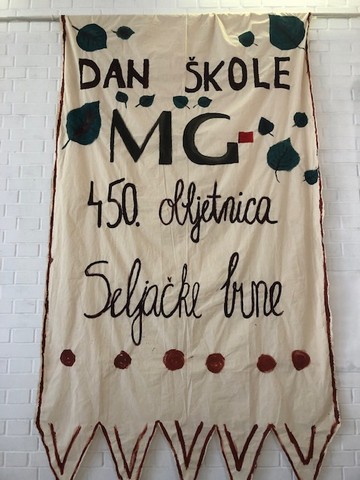 DAN ŠKOLE
MG
450. obljetnica
Seljačke bune